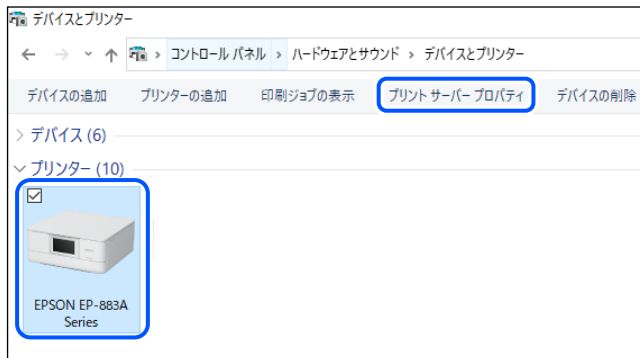 デバイスとプリンター
コントロール パネル › ハードウェアとサウンド › デバイスとプリンター
デバイスの追加 プリンターの追加 印刷ジョブの表示 プリント サーバー プロパティ デバイスの削除
デバイス (6)
プリンター (10)
EPSON EP-883A
Series